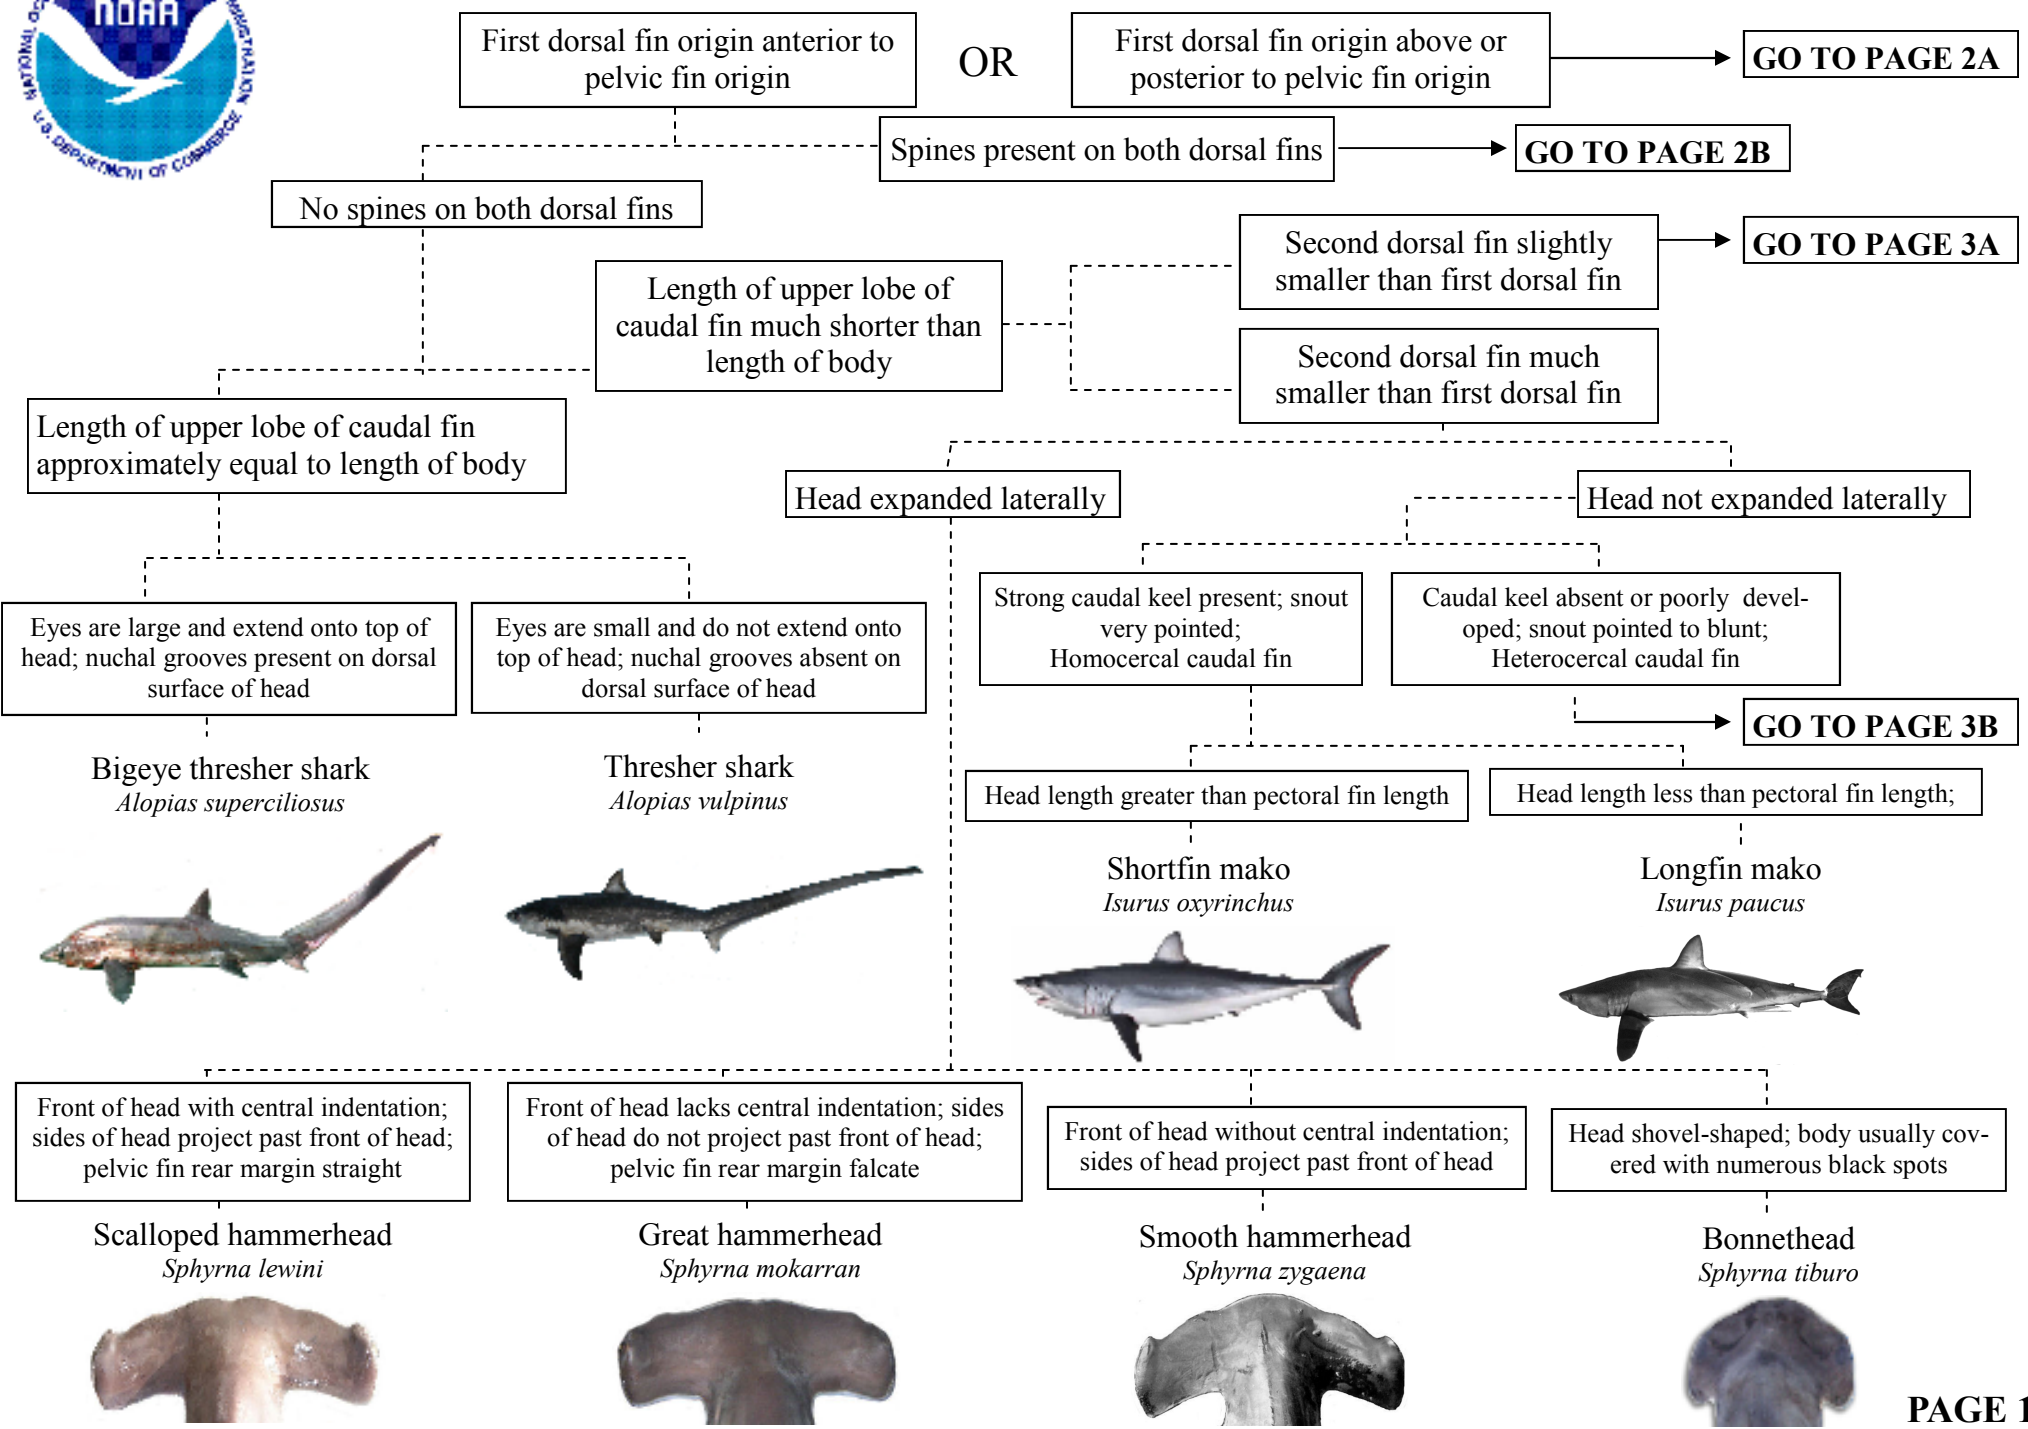 NOAA
NATIONAL
U.S. DEPARTMENT OF COMMERCE
First dorsal fin origin anterior to
pelvic fin origin
OR
First dorsal fin origin above or
posterior to pelvic fin origin
GO TO PAGE 2A
Spines present on both dorsal fins
GO TO PAGE 2B
No spines on both dorsal fins
Second dorsal fin slightly
smaller than first dorsal fin
GO TO PAGE 3A
Length of upper lobe of
caudal fin much shorter than
length of body
Second dorsal fin much
smaller than first dorsal fin
Length of upper lobe of caudal fin
approximately equal to length of body
Head expanded laterally
Head not expanded laterally
Eyes are large and extend onto top of
head; nuchal grooves present on dorsal
surface of head
Eyes are small and do not extend onto
top of head; nuchal grooves absent on
dorsal surface of head
Strong caudal keel present; snout
very pointed;
Homocercal caudal fin
Caudal keel absent or poorly devel-
oped; snout pointed to blunt;
Heterocercal caudal fin
GO TO PAGE 3B
Bigeye thresher shark
Alopias superciliosus
Thresher shark
Alopias vulpinus
Head length greater than pectoral fin length
Head length less than pectoral fin length;
Shortfin mako
Isurus oxyrinchus
Longfin mako
Isurus paucus
Front of head with central indentation;
sides of head project past front of head;
pelvic fin rear margin straight
Front of head lacks central indentation; sides
of head do not project past front of head;
pelvic fin rear margin falcate
Front of head without central indentation;
sides of head project past front of head
Head shovel-shaped; body usually cov-
ered with numerous black spots
Scalloped hammerhead
Sphyrna lewini
Great hammerhead
Sphyrna mokarran
Smooth hammerhead
Sphyrna zygaena
Bonnethead
Sphyrna tiburo
PAGE 1